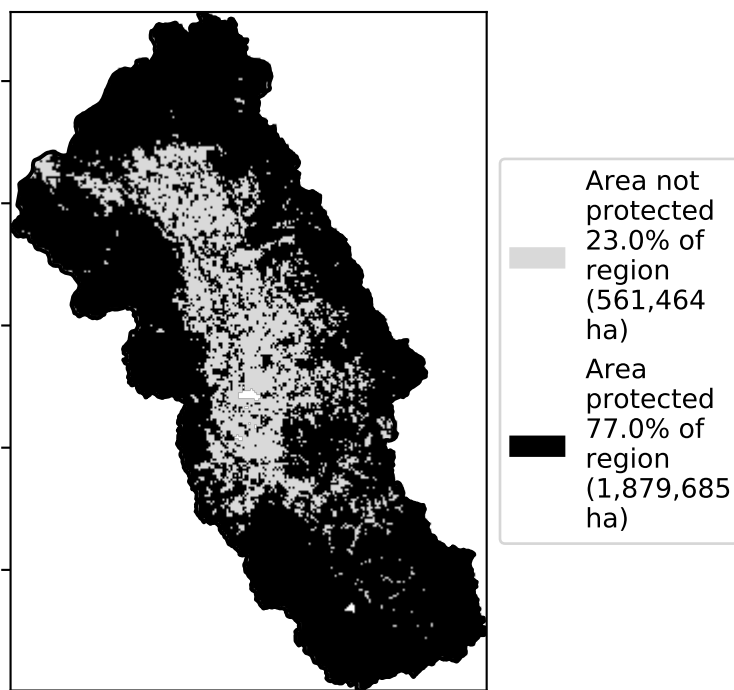 Area not
protected
23.0% of
region
(561,464
ha)
Area
protected
77.0% of
region
(1,879,685
ha)